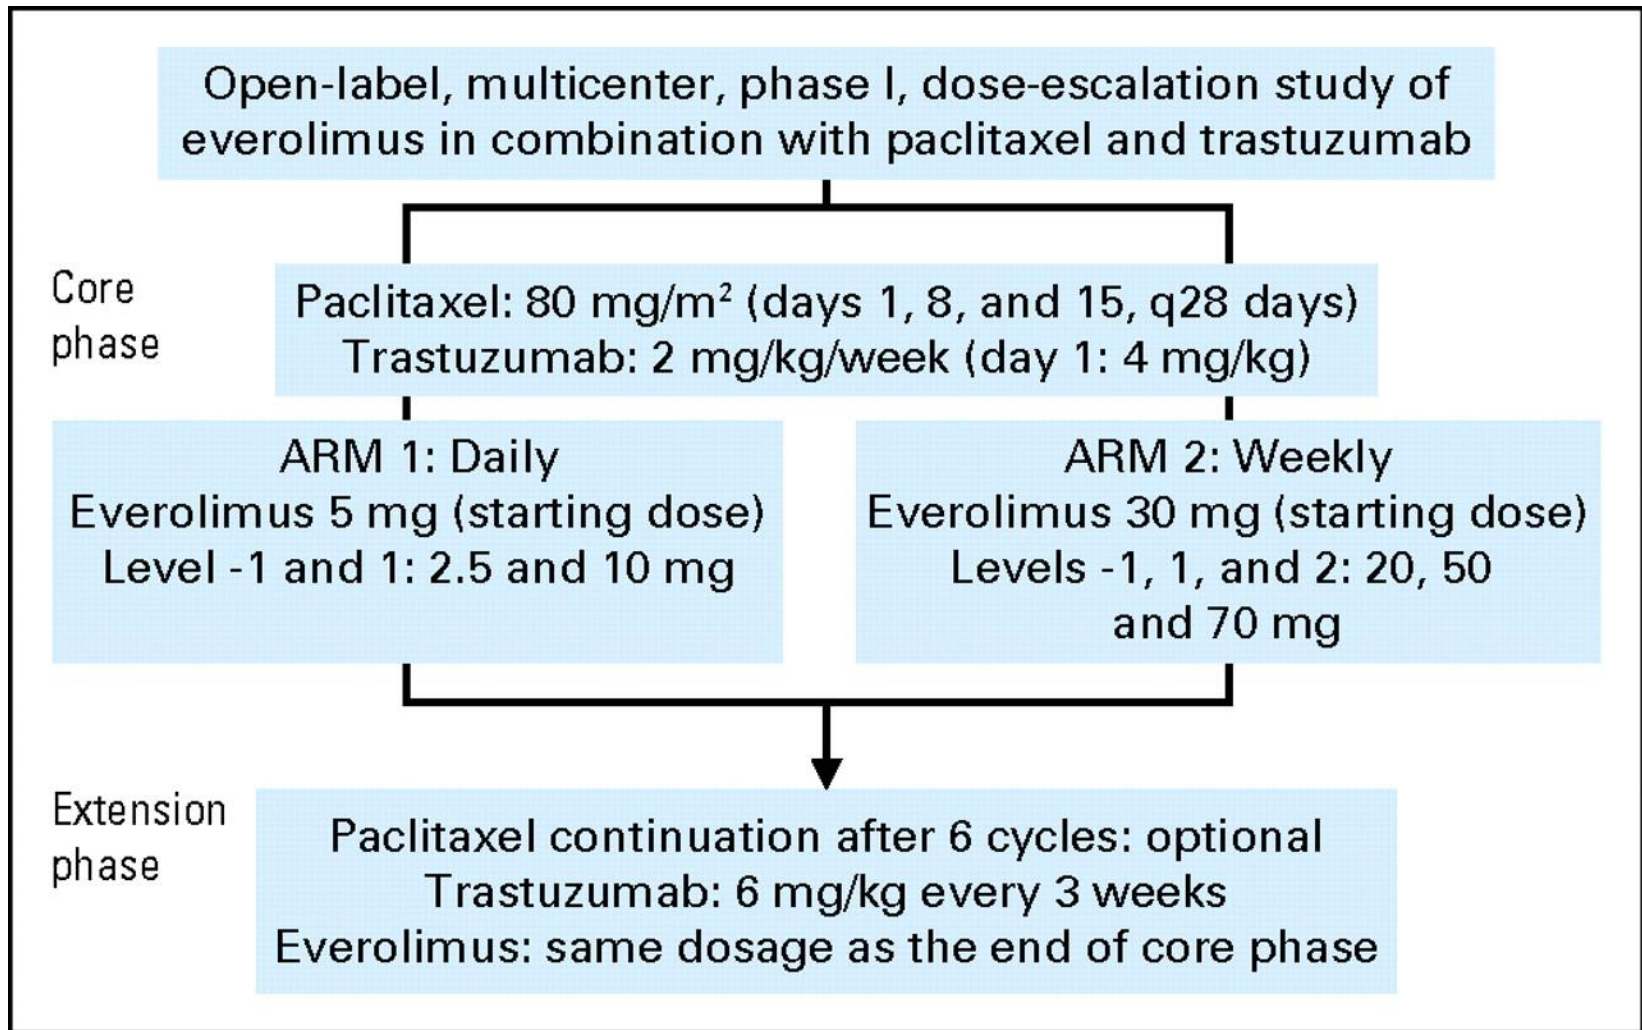 Open-label, multicenter, phase I, dose-escalation study of
everolimus in combination with paclitaxel and trastuzumab
Core
phase
Paclitaxel: 80 mg/m² (days 1, 8, and 15, q28 days)
Trastuzumab: 2 mg/kg/week (day 1: 4 mg/kg)
ARM 1: Daily
Everolimus 5 mg (starting dose)
Level -1 and 1: 2.5 and 10 mg
ARM 2: Weekly
Everolimus 30 mg (starting dose)
Levels -1, 1, and 2: 20, 50
and 70 mg
Extension
phase
Paclitaxel continuation after 6 cycles: optional
Trastuzumab: 6 mg/kg every 3 weeks
Everolimus: same dosage as the end of core phase